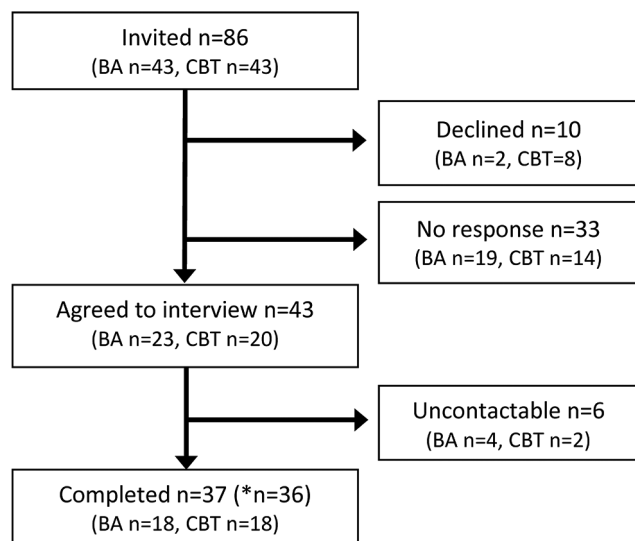 Invited n=86
(BA n=43, CBT n=43)
Declined n=10
(BA n=2, CBT=8)
No response n=33
(BA n=19, CBT n=14)
Agreed to interview n=43
(BA n=23, CBT n=20)
Uncontactable n=6
(BA n=4, CBT n=2)
Completed n=37 (*n=36)
(BA n=18, CBT n=18)